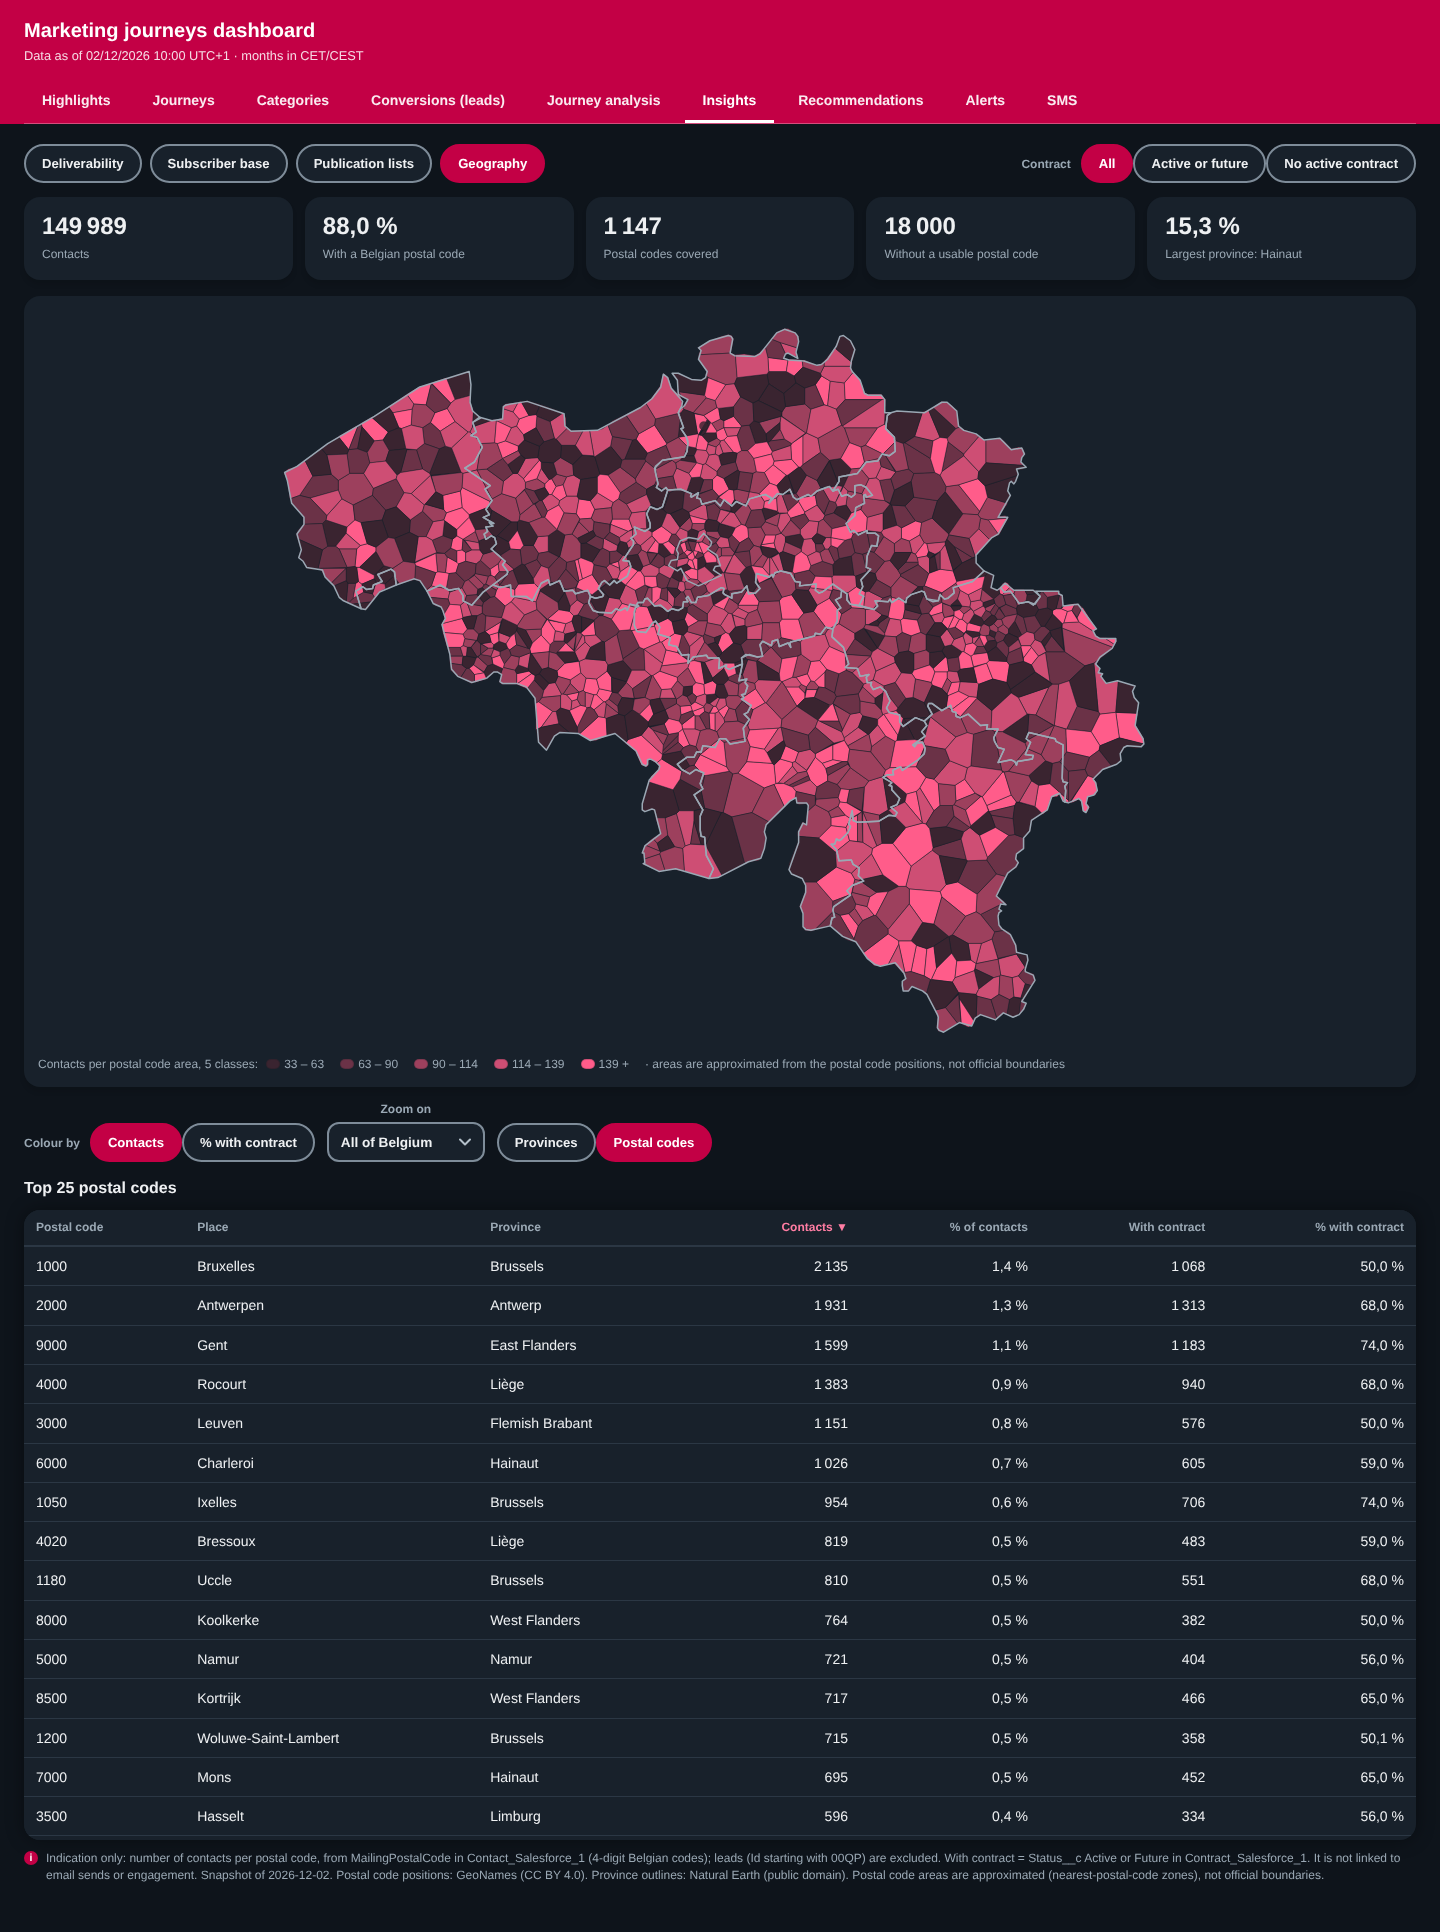 Marketing journeys dashboard
Data as of 02/12/2026 10:00 UTC+1 · months in CET/CEST
Highlights Journeys Categories Conversions (leads) Journey analysis Insights Recommendations Alerts SMS
Deliverability Subscriber base Publication lists Geography Contract All Active or future No active contract
149 989 88,0 % 1 147 18 000 15,3 %
Contacts With a Belgian postal code Postal codes covered Without a usable postal code Largest province: Hainaut
Contacts per postal code area, 5 classes: 33 – 63 63 – 90 90 – 114 114 – 139 139 + · areas are approximated from the postal code positions, not official boundaries
Zoom on
Colour by Contacts % with contract All of Belgium Provinces Postal codes
Top 25 postal codes
Postal code Place Province Contacts ▼ % of contacts With contract % with contract
1000 Bruxelles Brussels 2 135 1,4 % 1 068 50,0 %
2000 Antwerpen Antwerp 1 931 1,3 % 1 313 68,0 %
9000 Gent East Flanders 1 599 1,1 % 1 183 74,0 %
4000 Rocourt Liège 1 383 0,9 % 940 68,0 %
3000 Leuven Flemish Brabant 1 151 0,8 % 576 50,0 %
6000 Charleroi Hainaut 1 026 0,7 % 605 59,0 %
1050 Ixelles Brussels 954 0,6 % 706 74,0 %
4020 Bressoux Liège 819 0,5 % 483 59,0 %
1180 Uccle Brussels 810 0,5 % 551 68,0 %
8000 Koolkerke West Flanders 764 0,5 % 382 50,0 %
5000 Namur Namur 721 0,5 % 404 56,0 %
8500 Kortrijk West Flanders 717 0,5 % 466 65,0 %
1200 Woluwe-Saint-Lambert Brussels 715 0,5 % 358 50,1 %
7000 Mons Hainaut 695 0,5 % 452 65,0 %
3500 Hasselt Limburg 596 0,4 % 334 56,0 %
i Indication only: number of contacts per postal code, from MailingPostalCode in Contact_Salesforce_1 (4-digit Belgian codes); leads (Id starting with 00QP) are excluded. With contract = Status__c Active or Future in Contract_Salesforce_1. It is not linked to
email sends or engagement. Snapshot of 2026-12-02. Postal code positions: GeoNames (CC BY 4.0). Province outlines: Natural Earth (public domain). Postal code areas are approximated (nearest-postal-code zones), not official boundaries.